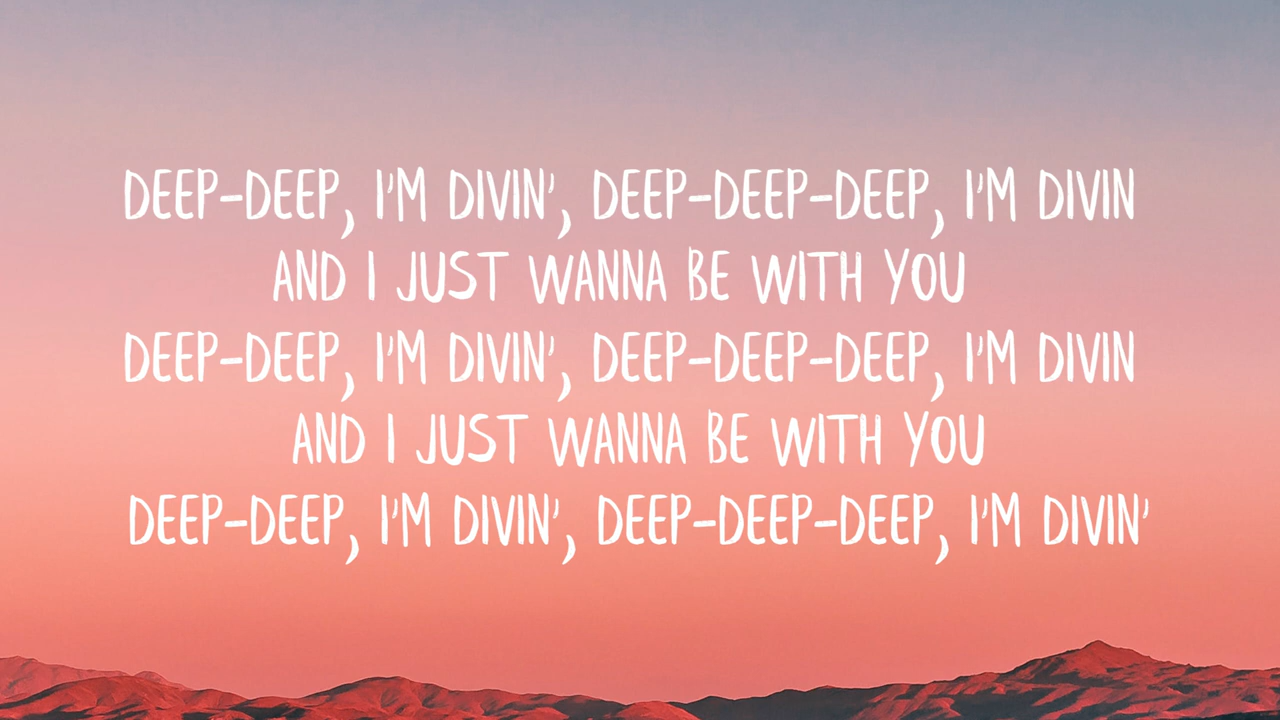 DEEP-DEEP, I'M DIVIN', DEEP-DEEP-DEEP, I'M DIVIN
AND I JUST WANNA BE WITH YOU
DEEP-DEEP, I'M DIVIN', DEEP-DEEP-DEEP, I'M DIVIN
AND I JUST WANNA BE WITH YOU
DEEP-DEEP, I'M DIVIN', DEEP-DEEP-DEEP, I'M DIVIN'